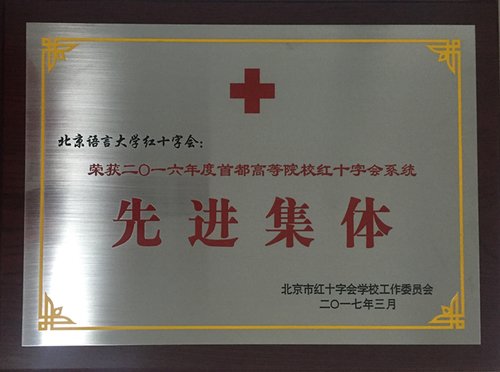 北京语言大学红十字会：
荣获二〇一六年度首都高等院校红十字会系统
先进集体
北京市红十字会学校工作委员会
二〇一七年三月